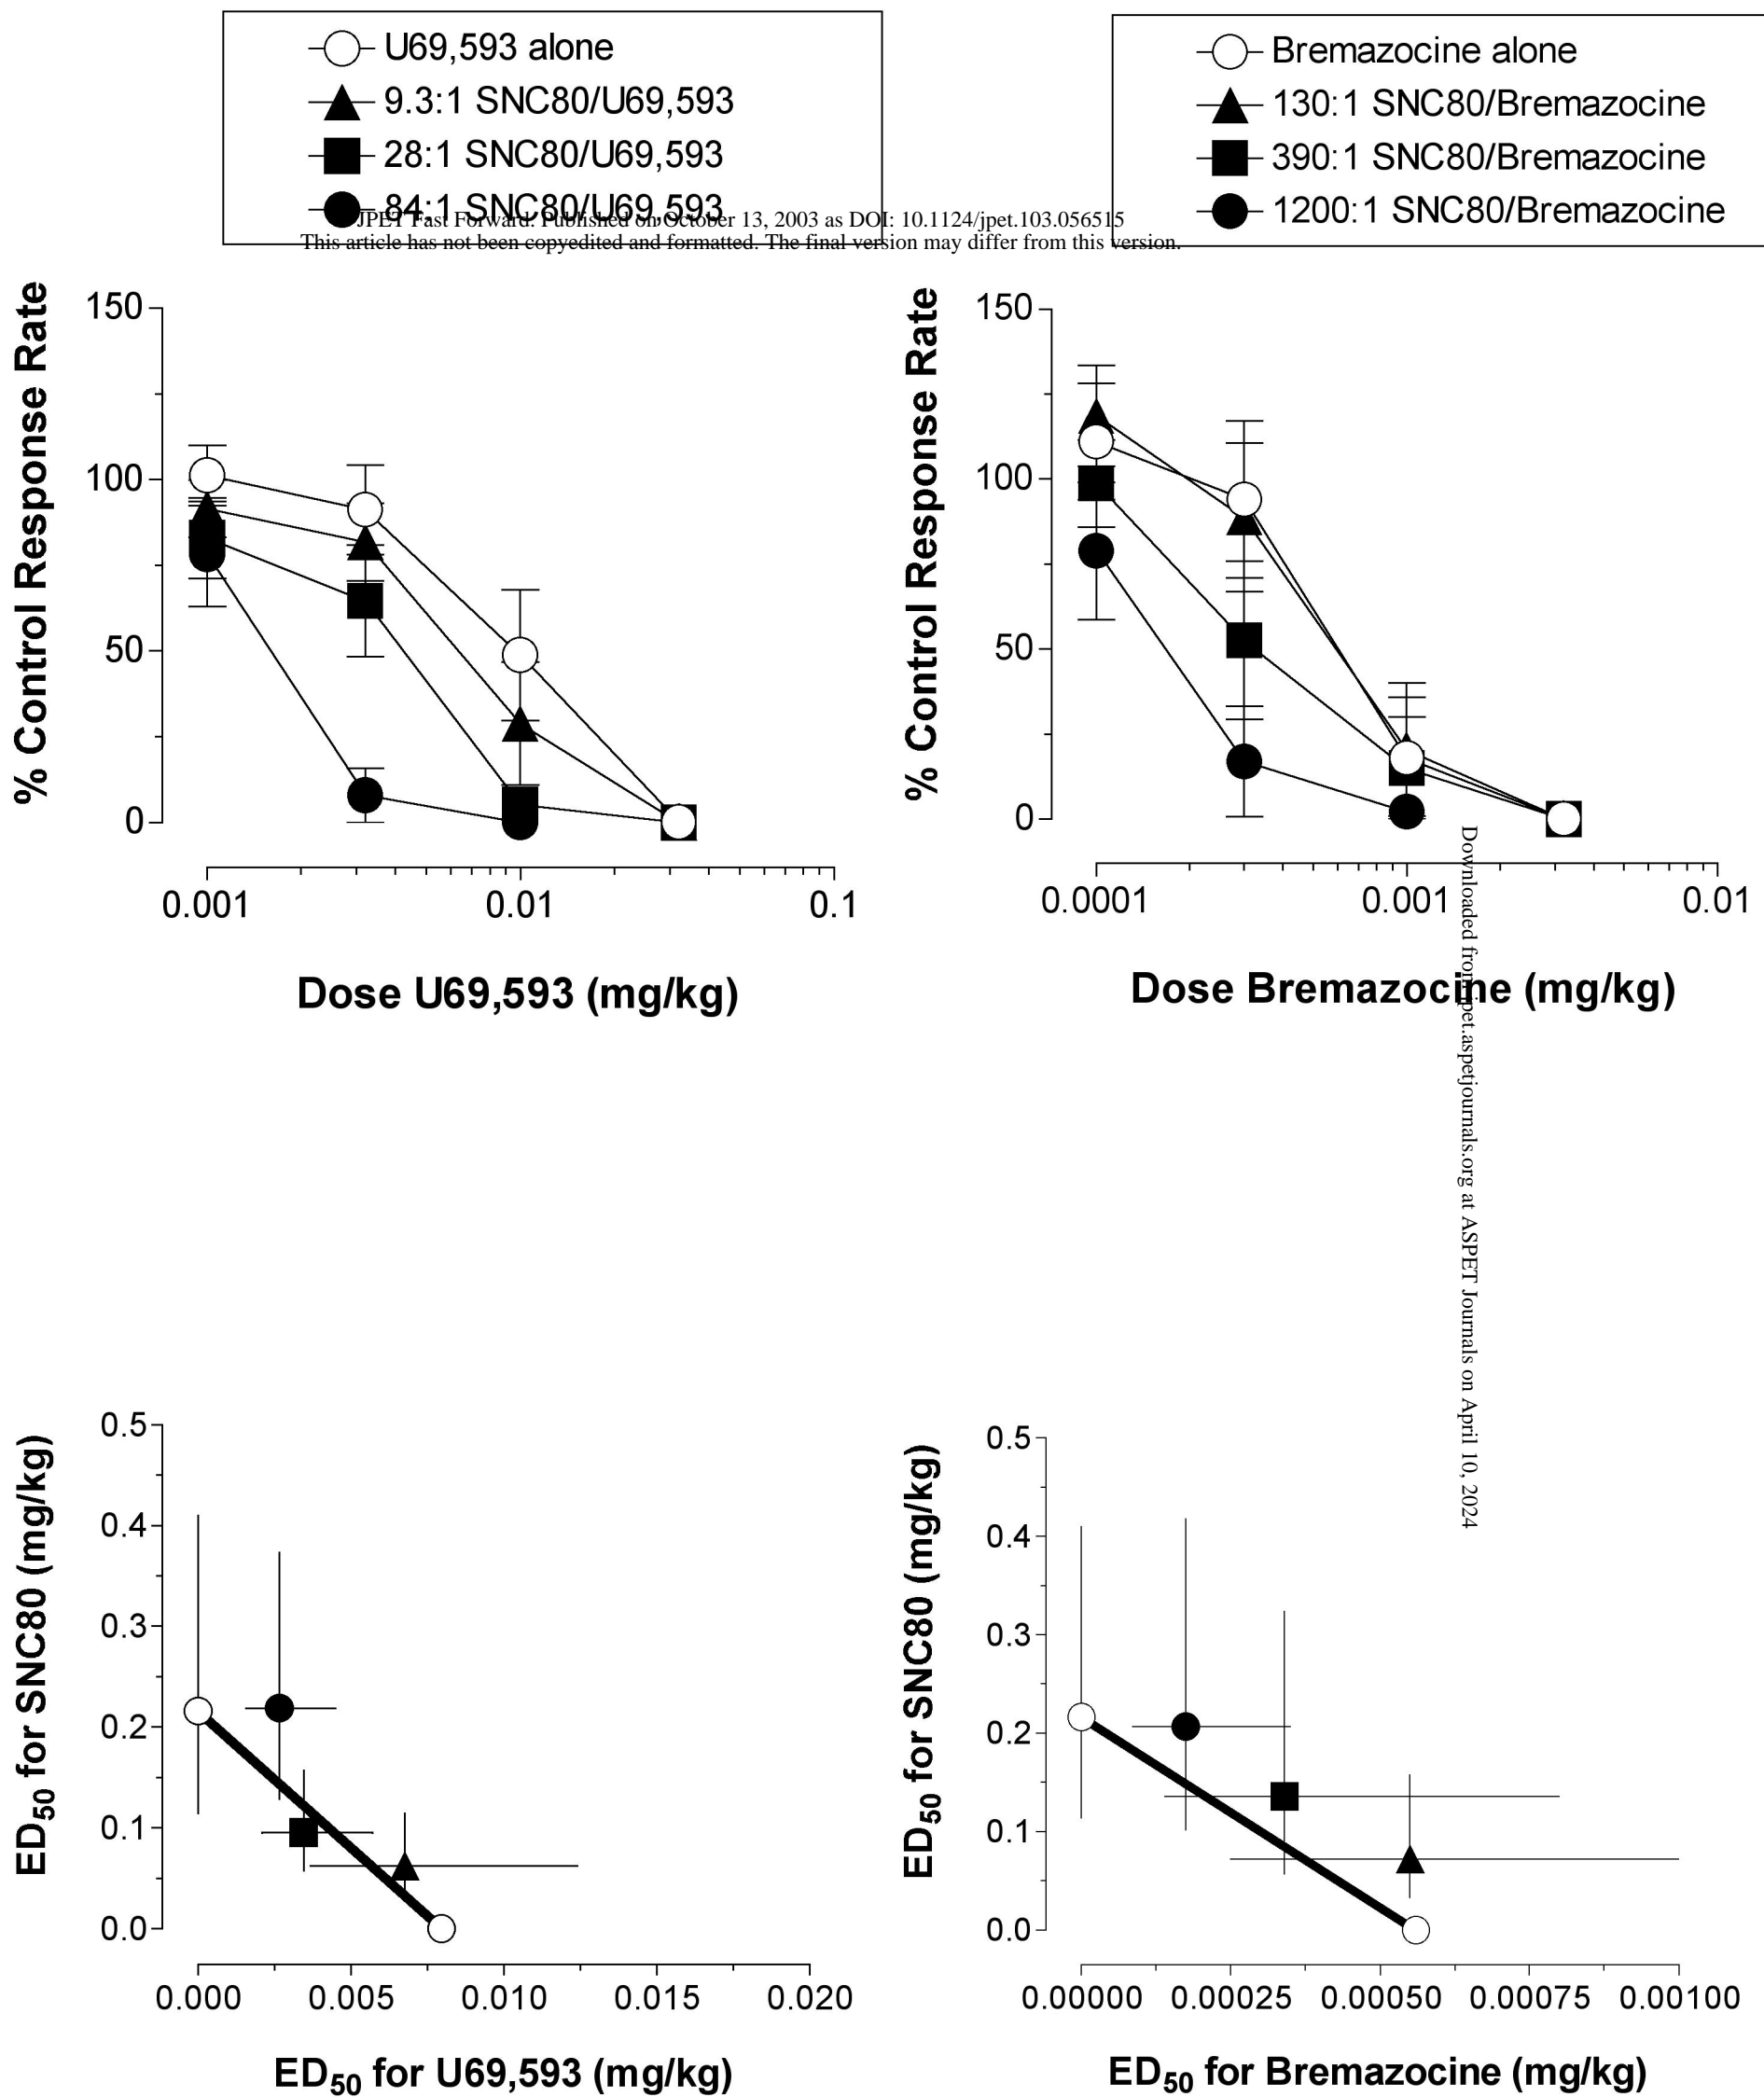 U69,593 alone
9.3:1 SNC80/U69,593
28:1 SNC80/U69,593
84:1 SNC80/U69,593
Bremazocine alone
130:1 SNC80/Bremazocine
390:1 SNC80/Bremazocine
1200:1 SNC80/Bremazocine
JPET Fast Forward. Published on October 13, 2003 as DOI: 10.1124/jpet.103.056515
This article has not been copyedited and formatted. The final version may differ from this version.
% Control Response Rate
150
100
50
0
0.001 0.01 0.1
Dose U69,593 (mg/kg)
% Control Response Rate
150
100
50
0
0.0001 0.001 0.01
Dose Bremazocine (mg/kg)
Downloaded from jpet.aspetjournals.org at ASPET Journals on April 10, 2024
ED50 for SNC80 (mg/kg)
0.5
0.4
0.3
0.2
0.1
0.0
0.000 0.005 0.010 0.015 0.020
ED50 for U69,593 (mg/kg)
ED50 for SNC80 (mg/kg)
0.5
0.4
0.3
0.2
0.1
0.0
0.00000 0.00025 0.00050 0.00075 0.00100
ED50 for Bremazocine (mg/kg)